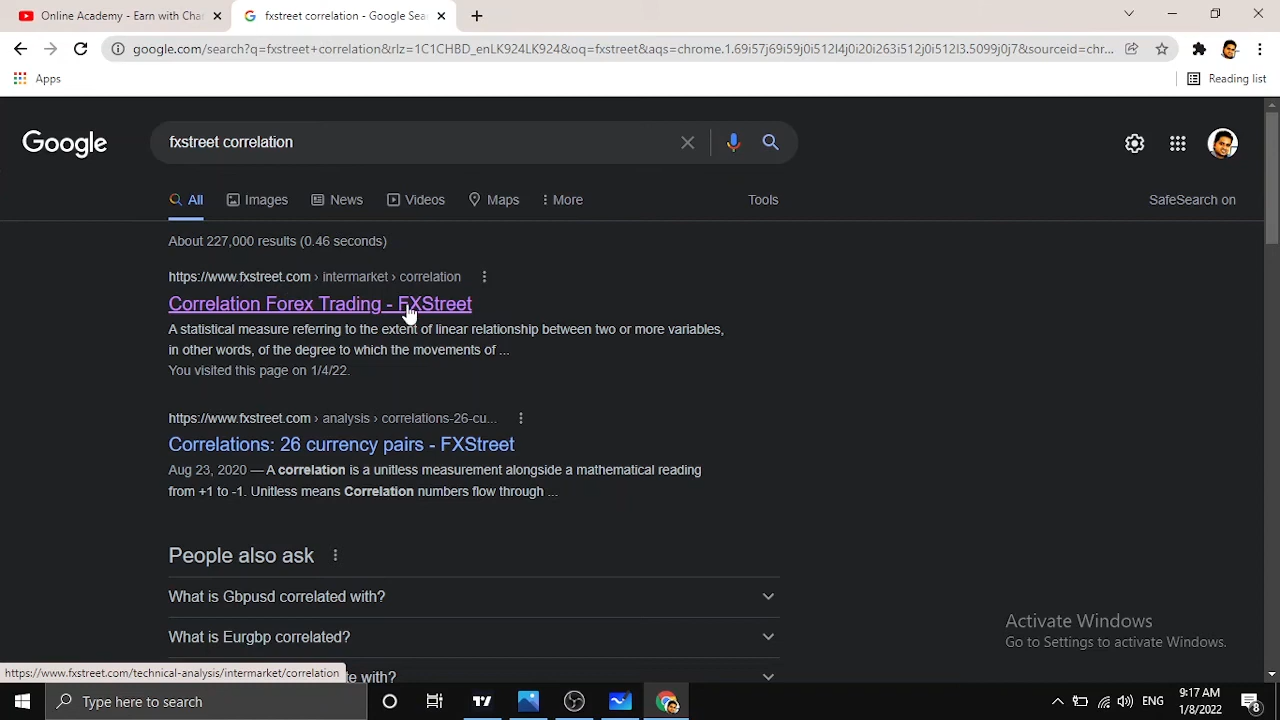 Online Academy - Earn with Char
fxstreet correlation - Google Sear
google.com/search?q=fxstreet+correlation&rlz=1C1CHBD_enLK924LK924&oq=fxstreet&aqs=chrome.1.69i57j69i59j0i512l4j0i20i263i512j0i512l3.5099j0j7&sourceid=chr...
Apps
Reading list
Google
fxstreet correlation
All
Images
News
Videos
Maps
More
Tools
SafeSearch on
About 227,000 results (0.46 seconds)
https://www.fxstreet.com › intermarket › correlation
Correlation Forex Trading - FXStreet
A statistical measure referring to the extent of linear relationship between two or more variables,
in other words, of the degree to which the movements of ...
You visited this page on 1/4/22.
https://www.fxstreet.com › analysis › correlations-26-cu...
Correlations: 26 currency pairs - FXStreet
Aug 23, 2020 — A correlation is a unitless measurement alongside a mathematical reading
from +1 to -1. Unitless means Correlation numbers flow through ...
People also ask
What is Gbpusd correlated with?
What is Eurgbp correlated?
e with?
Activate Windows
Go to Settings to activate Windows.
https://www.fxstreet.com/technical-analysis/intermarket/correlation
Type here to search
ENG
9:17 AM
1/8/2022
8